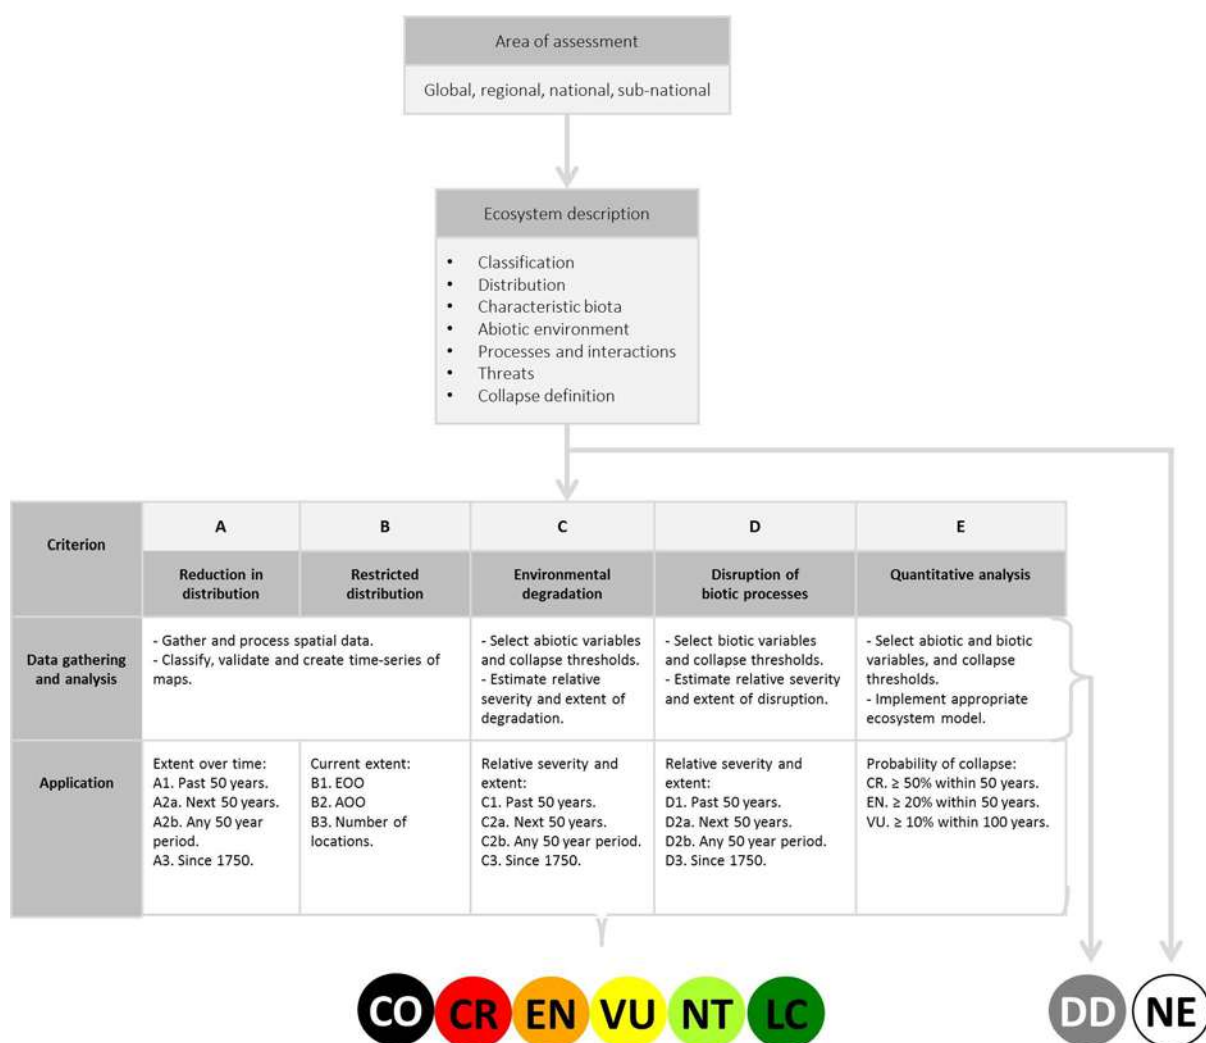 Area of assessment
Global, regional, national, sub-national
Ecosystem description
• Classification
• Distribution
• Characteristic biota
• Abiotic environment
• Processes and interactions
• Threats
• Collapse definition
Criterion
A
B
C
D
E
Reduction in
distribution
Restricted
distribution
Environmental
degradation
Disruption of
biotic processes
Quantitative analysis
Data gathering
and analysis
- Gather and process spatial data.
- Classify, validate and create time-series of
maps.
- Select abiotic variables
and collapse thresholds.
- Estimate relative
severity and extent of
degradation.
- Select biotic variables
and collapse thresholds.
- Estimate relative severity
and extent of disruption.
- Select abiotic and biotic
variables, and collapse
thresholds.
- Implement appropriate
ecosystem model.
Application
Extent over time:
A1. Past 50 years.
A2a. Next 50 years.
A2b. Any 50 year
period.
A3. Since 1750.
Current extent:
B1. EOO
B2. AOO
B3. Number of
locations.
Relative severity and
extent:
C1. Past 50 years.
C2a. Next 50 years.
C2b. Any 50 year period.
C3. Since 1750.
Relative severity and
extent:
D1. Past 50 years.
D2a. Next 50 years.
D2b. Any 50 year period.
D3. Since 1750.
Probability of collapse:
CR. ≥ 50% within 50 years.
EN. ≥ 20% within 50 years.
VU. ≥ 10% within 100 years.
CO CR EN VU NT LC DD NE